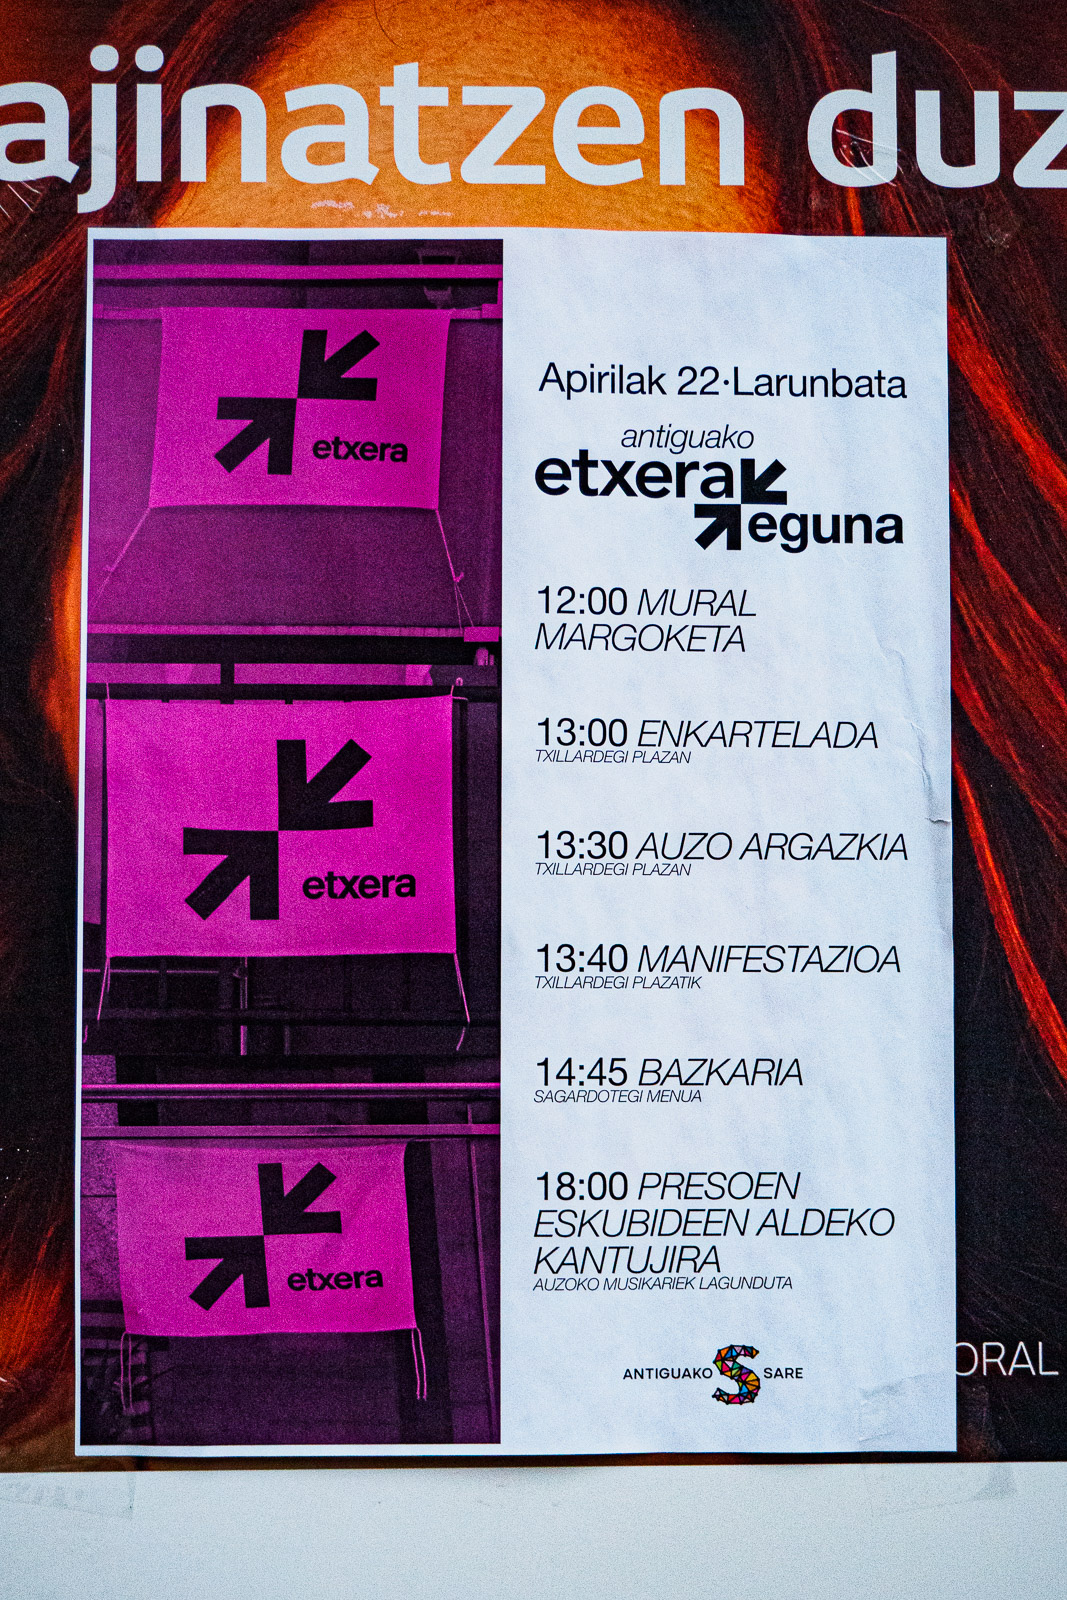 ajinatzen duz
etxera
etxera
etxera
Apirilak 22·Larunbata
antiguako
etxera
eguna
12:00 MURAL
MARGOKETA
13:00 ENKARTELADA
TXILLARDEGI PLAZAN
13:30 AUZO ARGAZKIA
TXILLARDEGI PLAZAN
13:40 MANIFESTAZIOA
TXILLARDEGI PLAZATIK
14:45 BAZKARIA
SAGARDOTEGI MENUA
18:00 PRESOEN
ESKUBIDEEN ALDEKO
KANTUJIRA
AUZOKO MUSIKARIEK LAGUNDUTA
ANTIGUAKO S SARE
ORAL